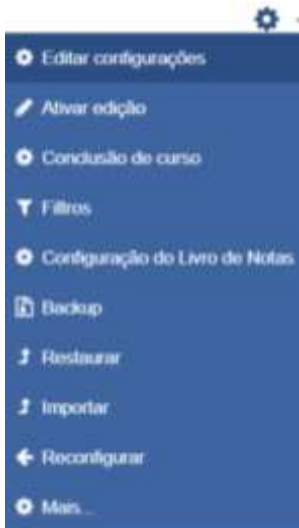 Editar configurações
Ativar edição
Conclusão de curso
Filtros
Configuração do Livro de Notas
Backup
Restaurar
Importar
Reconfigurar
Mais...